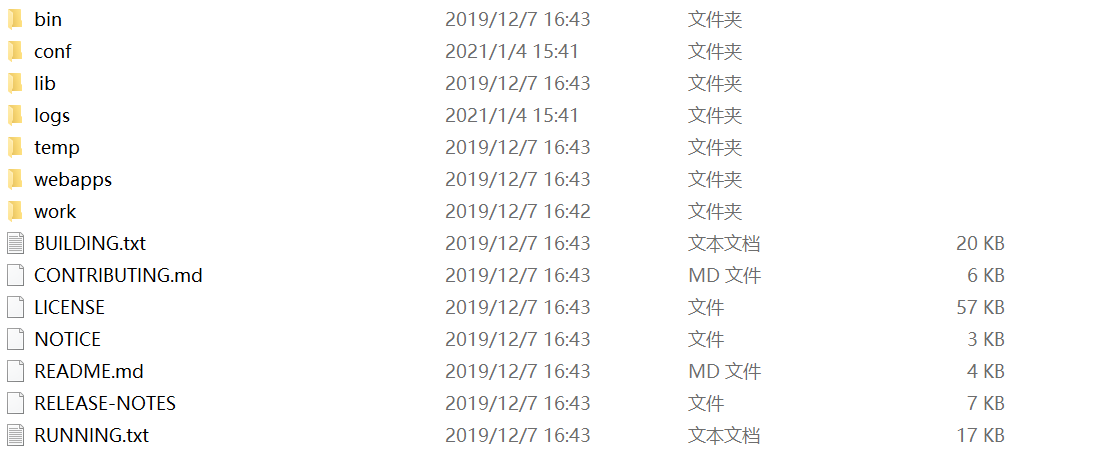 bin 2019/12/7 16:43 文件夹
conf 2021/1/4 15:41 文件夹
lib 2019/12/7 16:43 文件夹
logs 2021/1/4 15:41 文件夹
temp 2019/12/7 16:43 文件夹
webapps 2019/12/7 16:43 文件夹
work 2019/12/7 16:42 文件夹
BUILDING.txt 2019/12/7 16:43 文本文档 20 KB
CONTRIBUTING.md 2019/12/7 16:43 MD 文件 6 KB
LICENSE 2019/12/7 16:43 文件 57 KB
NOTICE 2019/12/7 16:43 文件 3 KB
README.md 2019/12/7 16:43 MD 文件 4 KB
RELEASE-NOTES 2019/12/7 16:43 文件 7 KB
RUNNING.txt 2019/12/7 16:43 文本文档 17 KB